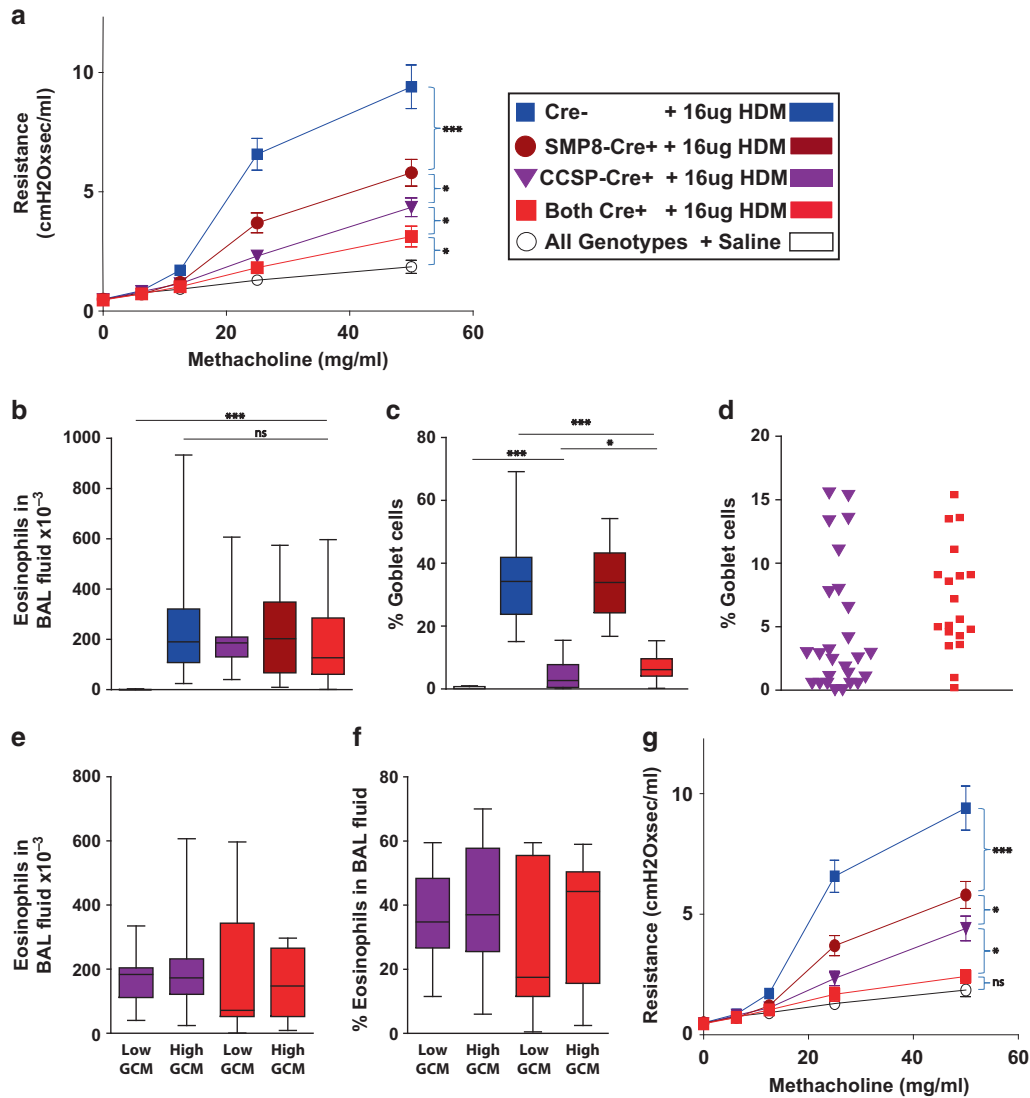 a
Resistance
(cmH2Oxsec/ml)
10
5
0
0 20 40 60
Methacholine (mg/ml)
***
*
*
*
Cre- + 16ug HDM
SMP8-Cre+ + 16ug HDM
CCSP-Cre+ + 16ug HDM
Both Cre+ + 16ug HDM
All Genotypes + Saline
b
Eosinophils in
BAL fluid x10⁻³
1000
800
600
400
200
0
***
ns
c
% Goblet cells
80
60
40
20
0
***
***
*
d
% Goblet cells
20
15
10
5
0
e
Eosinophils in
BAL fluid x10⁻³
800
600
400
200
0
Low GCM
High GCM
Low GCM
High GCM
f
% Eosinophils in BAL fluid
80
60
40
20
0
Low GCM
High GCM
Low GCM
High GCM
g
Resistance (cmH2Oxsec/ml)
10
5
0
0 20 40 60
Methacholine (mg/ml)
***
*
*
ns